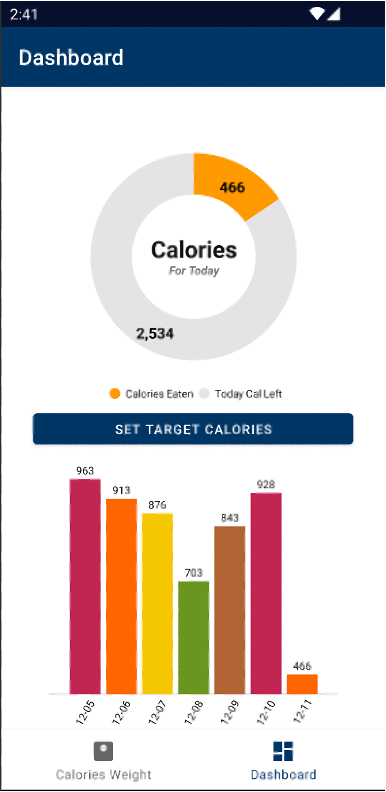 2:41
Dashboard
466
Calories
For Today
2,534
Calories Eaten Today Cal Left
SET TARGET CALORIES
963
913
876
703
843
928
466
12-05
12-06
12-07
12-08
12-09
12-10
12-11
Calories Weight
Dashboard